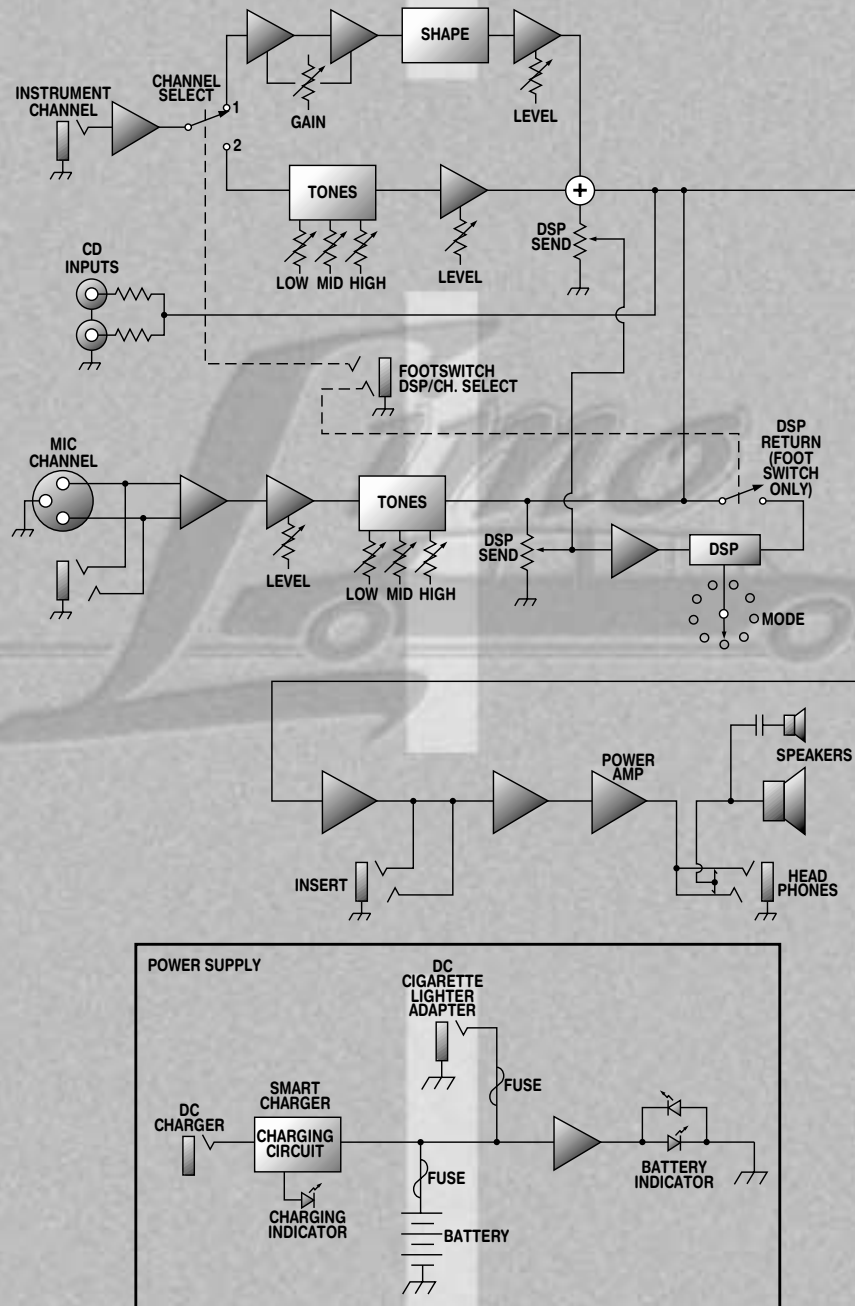 SHAPE
INSTRUMENT
CHANNEL
CHANNEL
SELECT
1
GAIN
LEVEL
2
TONES
LOW MID HIGH
LEVEL
DSP
SEND
+
CD
INPUTS
FOOTSWITCH
DSP/CH. SELECT
MIC
CHANNEL
LEVEL
TONES
LOW MID HIGH
DSP
SEND
DSP
DSP
RETURN
(FOOT
SWITCH
ONLY)
MODE
Limo
INSERT
POWER
AMP
SPEAKERS
HEAD
PHONES
POWER SUPPLY
DC
CIGARETTE
LIGHTER
ADAPTER
FUSE
DC
CHARGER
SMART
CHARGER
CHARGING
CIRCUIT
CHARGING
INDICATOR
FUSE
BATTERY
BATTERY
INDICATOR